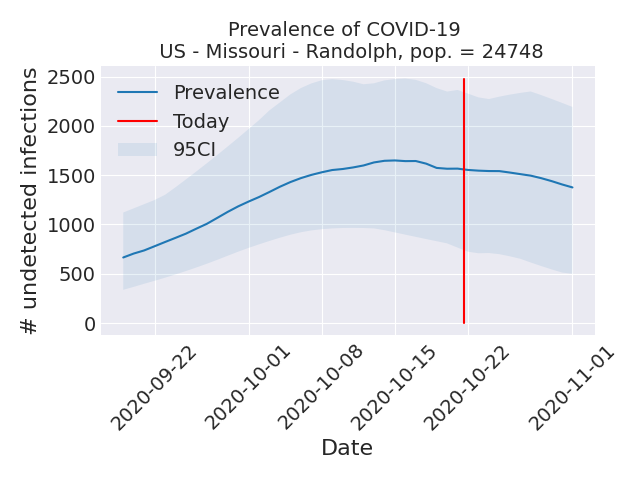 Prevalence of COVID-19
US - Missouri - Randolph, pop. = 24748
# undetected infections
2500
2000
1500
1000
500
0
Prevalence
Today
95CI
2020-09-22
2020-10-01
2020-10-08
2020-10-15
2020-10-22
2020-11-01
Date